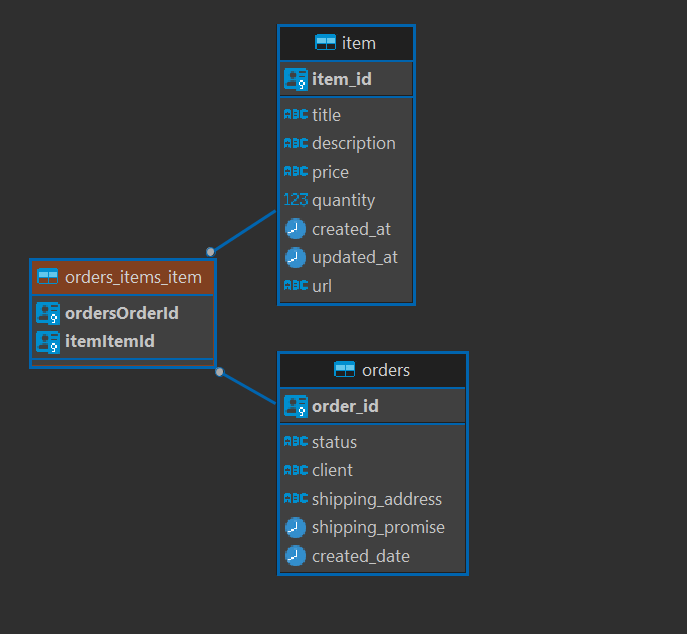 item
item_id
ABC title
ABC description
ABC price
123 quantity
created_at
updated_at
ABC url
orders_items_item
ordersOrderId
itemItemId
orders
order_id
ABC status
ABC client
ABC shipping_address
shipping_promise
created_date